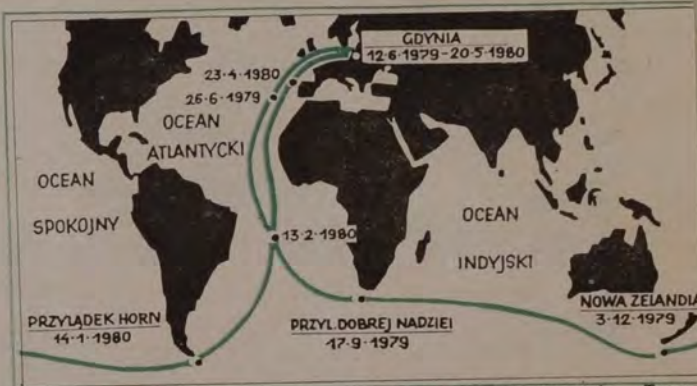 GDYNIA
12·6·1979-20·5·1980
23·4·1980
26·6·1979
OCEAN
ATLANTYCKI
OCEAN
SPOKOJNY
13·2·1980
OCEAN
INDYJSKI
PRZYLĄDEK HORN
14·1·1980
PRZYL. DOBREJ NADZIEI
17·9·1979
NOWA ZELANDIA
3·12·1979